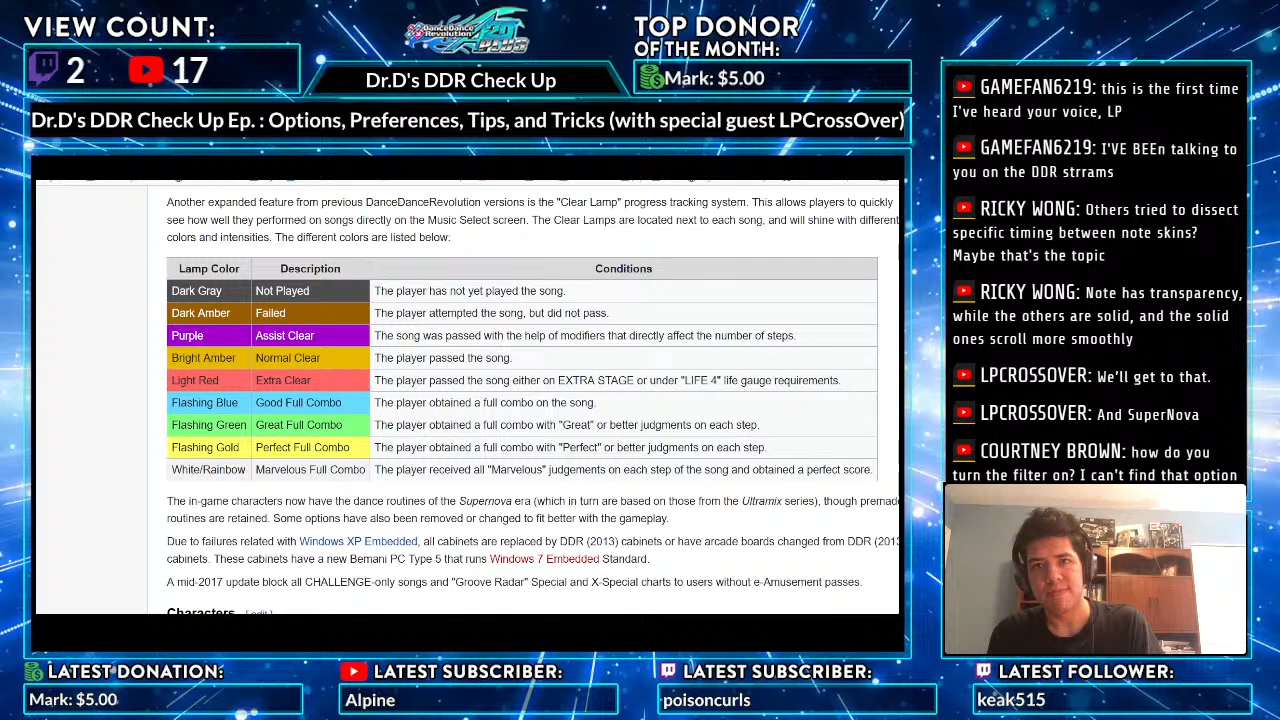 VIEW COUNT:
2
17
DanceDance
Revolution
A20
PLUS
Dr.D's DDR Check Up
TOP DONOR
OF THE MONTH:
Mark: $5.00
Dr.D's DDR Check Up Ep. : Options, Preferences, Tips, and Tricks (with special guest LPCrossOver)
Another expanded feature from previous DanceDanceRevolution versions is the "Clear Lamp" progress tracking system. This allows players to quickly
see how well they performed on songs directly on the Music Select screen. The Clear Lamps are located next to each song, and will shine with different
colors and intensities. The different colors are listed below:
Lamp Color Description Conditions
Dark Gray Not Played The player has not yet played the song.
Dark Amber Failed The player attempted the song, but did not pass.
Purple Assist Clear The song was passed with the help of modifiers that directly affect the number of steps.
Bright Amber Normal Clear The player passed the song.
Light Red Extra Clear The player passed the song either on EXTRA STAGE or under "LIFE 4" life gauge requirements.
Flashing Blue Good Full Combo The player obtained a full combo on the song.
Flashing Green Great Full Combo The player obtained a full combo with "Great" or better judgments on each step.
Flashing Gold Perfect Full Combo The player obtained a full combo with "Perfect" or better judgments on each step.
White/Rainbow Marvelous Full Combo The player received all "Marvelous" judgements on each step of the song and obtained a perfect score.
The in-game characters now have the dance routines of the Supernova era (which in turn are based on those from the Ultramix series), though premade
routines are retained. Some options have also been removed or changed to fit better with the gameplay.
Due to failures related with Windows XP Embedded, all cabinets are replaced by DDR (2013) cabinets or have arcade boards changed from DDR (2013
cabinets. These cabinets have a new Bemani PC Type 5 that runs Windows 7 Embedded Standard.
A mid-2017 update block all CHALLENGE-only songs and "Groove Radar" Special and X-Special charts to users without e-Amusement passes.
Characters [ edit ]
GAMEFAN6219: this is the first time
I've heard your voice, LP
GAMEFAN6219: I'VE BEEn talking to
you on the DDR strrams
RICKY WONG: Others tried to dissect
specific timing between note skins?
Maybe that's the topic
RICKY WONG: Note has transparency,
while the others are solid, and the solid
ones scroll more smoothly
LPCROSSOVER: We'll get to that.
LPCROSSOVER: And SuperNova
COURTNEY BROWN: how do you
turn the filter on? I can't find that option
LATEST DONATION:
Mark: $5.00
LATEST SUBSCRIBER:
Alpine
LATEST SUBSCRIBER:
poisoncurls
LATEST FOLLOWER:
keak515